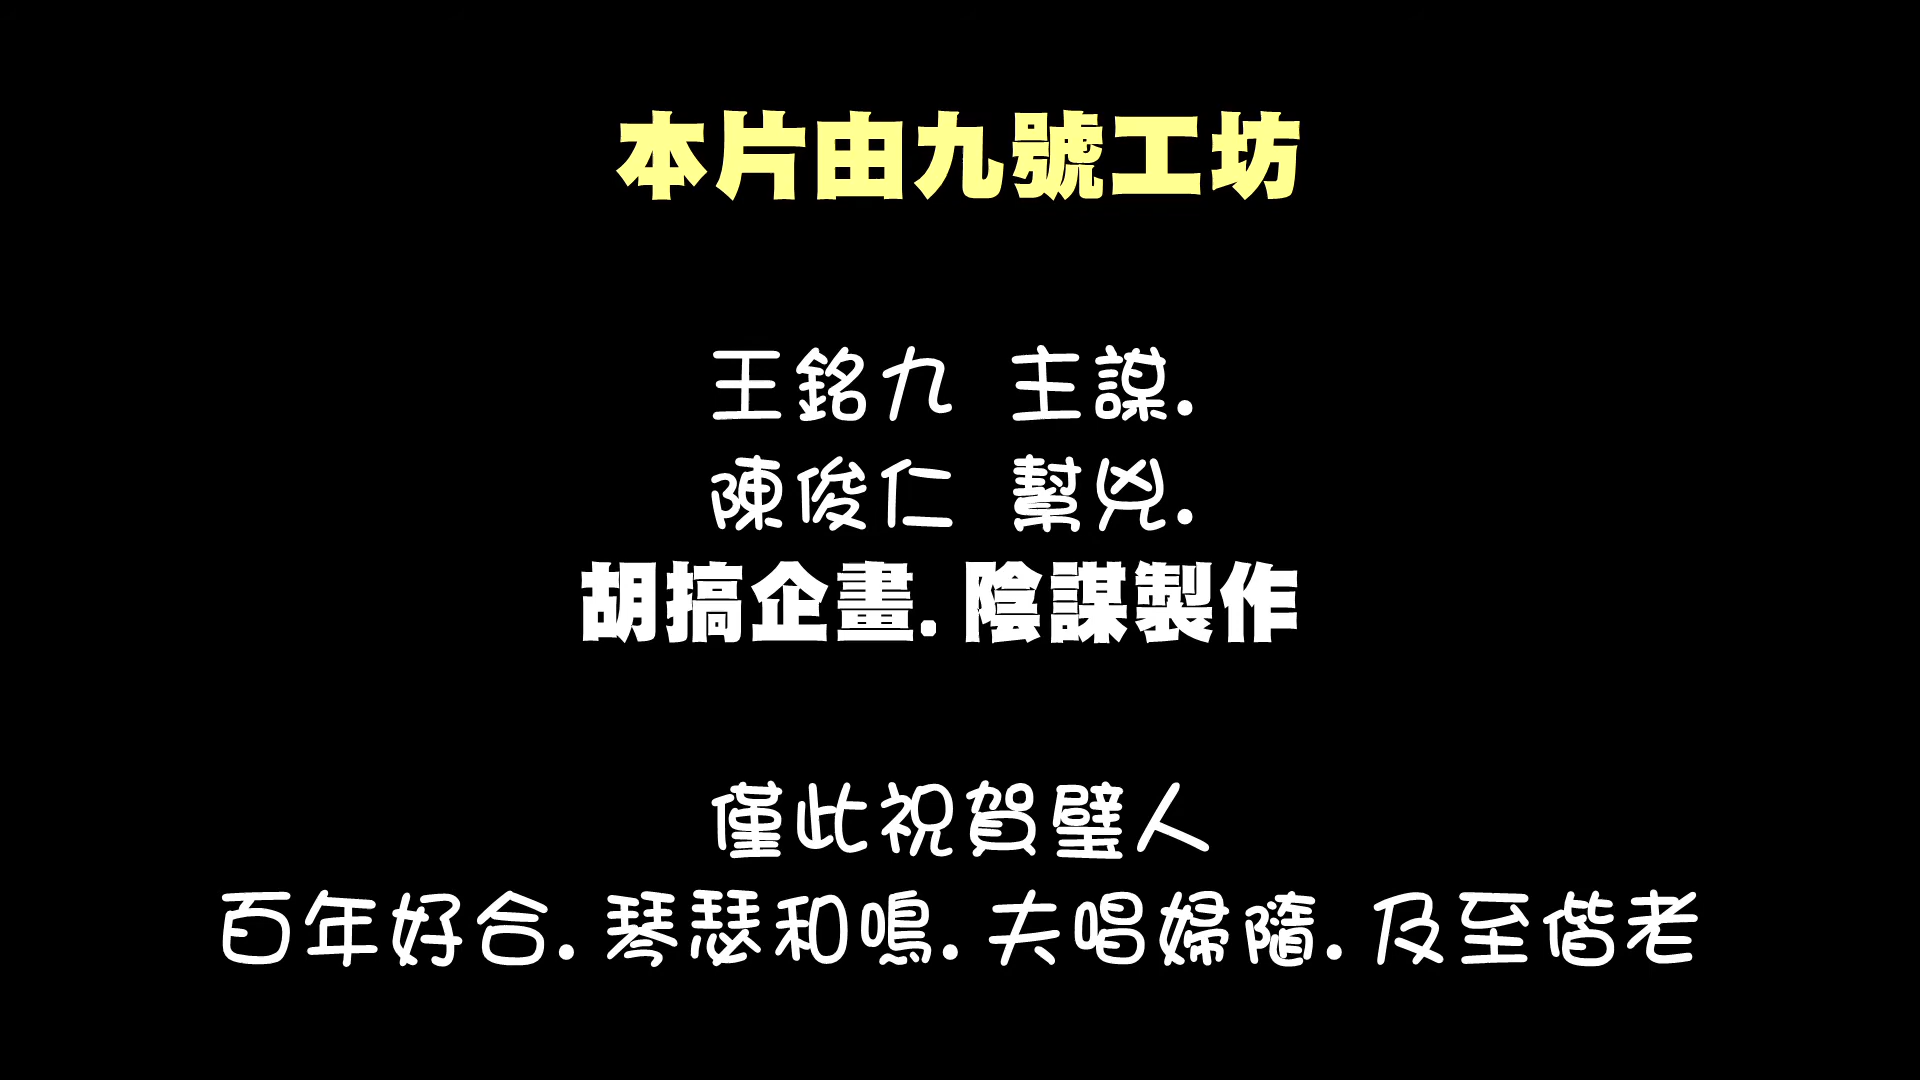 本片由九號工坊
王銘九 主謀.
陳俊仁 幫兇.
胡搞企畫.陰謀製作
僅此祝賀璧人
百年好合.琴瑟和鳴.夫唱婦隨.及至偕老